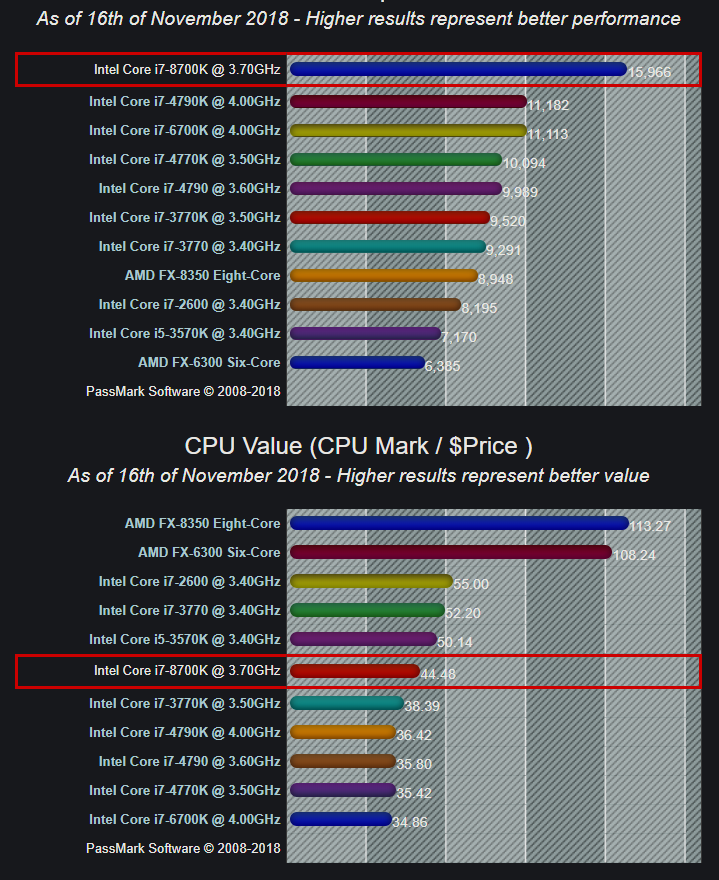 As of 16th of November 2018 - Higher results represent better performance
Intel Core i7-8700K @ 3.70GHz 15,966
Intel Core i7-4790K @ 4.00GHz 11,182
Intel Core i7-6700K @ 4.00GHz 11,113
Intel Core i7-4770K @ 3.50GHz 10,094
Intel Core i7-4790 @ 3.60GHz 9,989
Intel Core i7-3770K @ 3.50GHz 9,520
Intel Core i7-3770 @ 3.40GHz 9,291
AMD FX-8350 Eight-Core 8,948
Intel Core i7-2600 @ 3.40GHz 8,195
Intel Core i5-3570K @ 3.40GHz 7,170
AMD FX-6300 Six-Core 6,335
PassMark Software © 2008-2018
CPU Value (CPU Mark / $Price )
As of 16th of November 2018 - Higher results represent better value
AMD FX-8350 Eight-Core 113.27
AMD FX-6300 Six-Core 108.24
Intel Core i7-2600 @ 3.40GHz 55.00
Intel Core i7-3770 @ 3.40GHz 52.20
Intel Core i5-3570K @ 3.40GHz 50.14
Intel Core i7-8700K @ 3.70GHz 44.48
Intel Core i7-3770K @ 3.50GHz 38.39
Intel Core i7-4790K @ 4.00GHz 36.42
Intel Core i7-4790 @ 3.60GHz 35.80
Intel Core i7-4770K @ 3.50GHz 35.42
Intel Core i7-6700K @ 4.00GHz 34.86
PassMark Software © 2008-2018